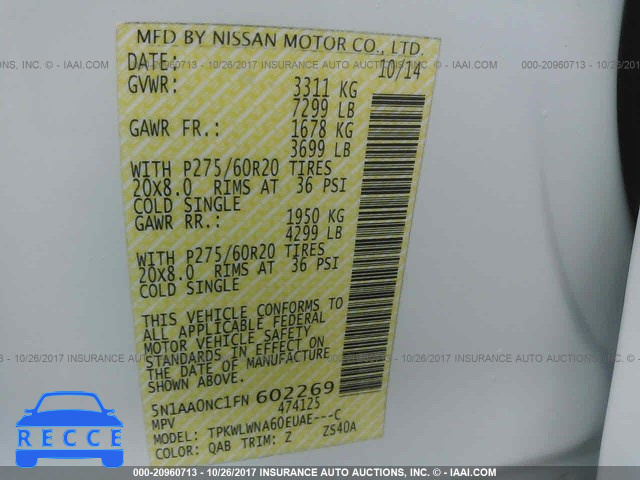 MFD BY NISSAN MOTOR CO., LTD.
DATE: 10/14
GVWR: 3311 KG
7299 LB
GAWR FR.: 1678 KG
3699 LB
WITH P275/60R20 TIRES
20X8.0 RIMS AT 36 PSI
COLD SINGLE
GAWR RR.: 1950 KG
4299 LB
WITH P275/60R20 TIRES
20X8.0 RIMS AT 36 PSI
COLD SINGLE
THIS VEHICLE CONFORMS TO
ALL APPLICABLE FEDERAL
MOTOR VEHICLE SAFETY
STANDARDS IN EFFECT ON
THE DATE OF MANUFACTURE
SHOWN ABOVE.
5N1AA0NC1FN602269
MPV 474125
MODEL: TPKWLWNA60EUAE---C
COLOR: QAB TRIM: Z ZS40A
000-20960713 - 10/26/2017 INSURANCE AUTO AUCTIONS, INC. - IAAI.COM
RECCE